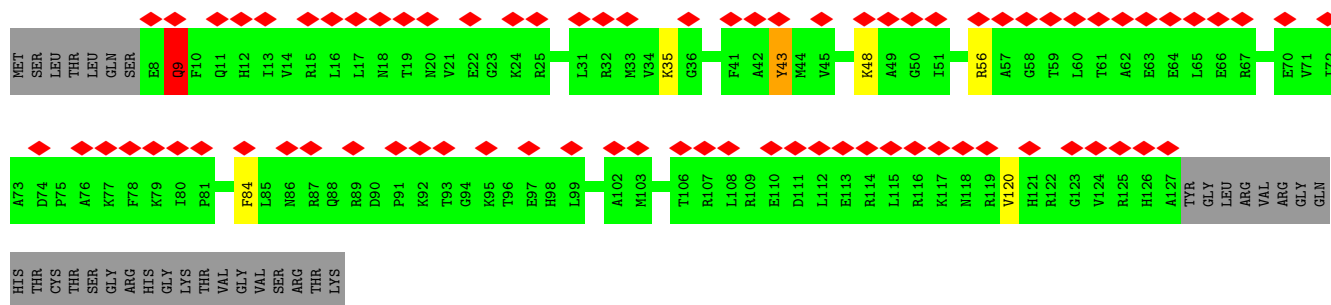 MET SER LEU THR LEU GLN SER E8 Q9 F10 Q11 H12 I13 V14 R15 L16 L17 N18 T19 N20 V21 E22 G23 K24 R25 L31 R32 M33 V34 K35 G36 F41 A42 Y43 M44 V45 K48 A49 G50 I51 R56 A57 G58 T59 L60 T61 A62 E63 E64 L65 E66 R67 E70 V71 I72
A73 D74 P75 A76 K77 F78 K79 I80 P81 F84 L85 N86 R87 Q88 R89 D90 P91 K92 T93 G94 K95 T96 E97 H98 L99 A102 M103 T106 R107 L108 R109 E110 D111 L112 E113 R114 L115 R116 K117 N118 R119 V120 H121 R122 G123 V124 R125 H126 A127 TYR GLY LEU ARG VAL ARG GLY GLN
HIS THR CYS THR SER GLY ARG HIS GLY LYS THR VAL GLY VAL SER ARG THR LYS